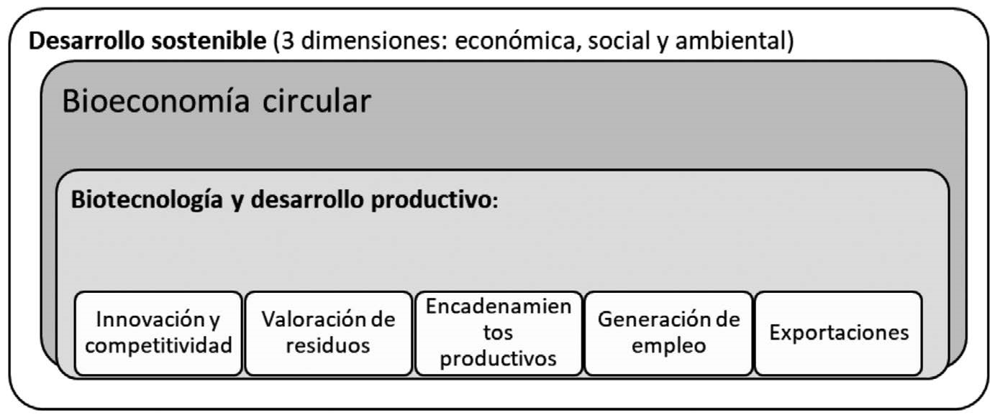 Desarrollo sostenible (3 dimensiones: económica, social y ambiental)
Bioeconomía circular
Biotecnología y desarrollo productivo:
Innovación y
competitividad
Valoración de
residuos
Encadenamien
tos
productivos
Generación de
empleo
Exportaciones